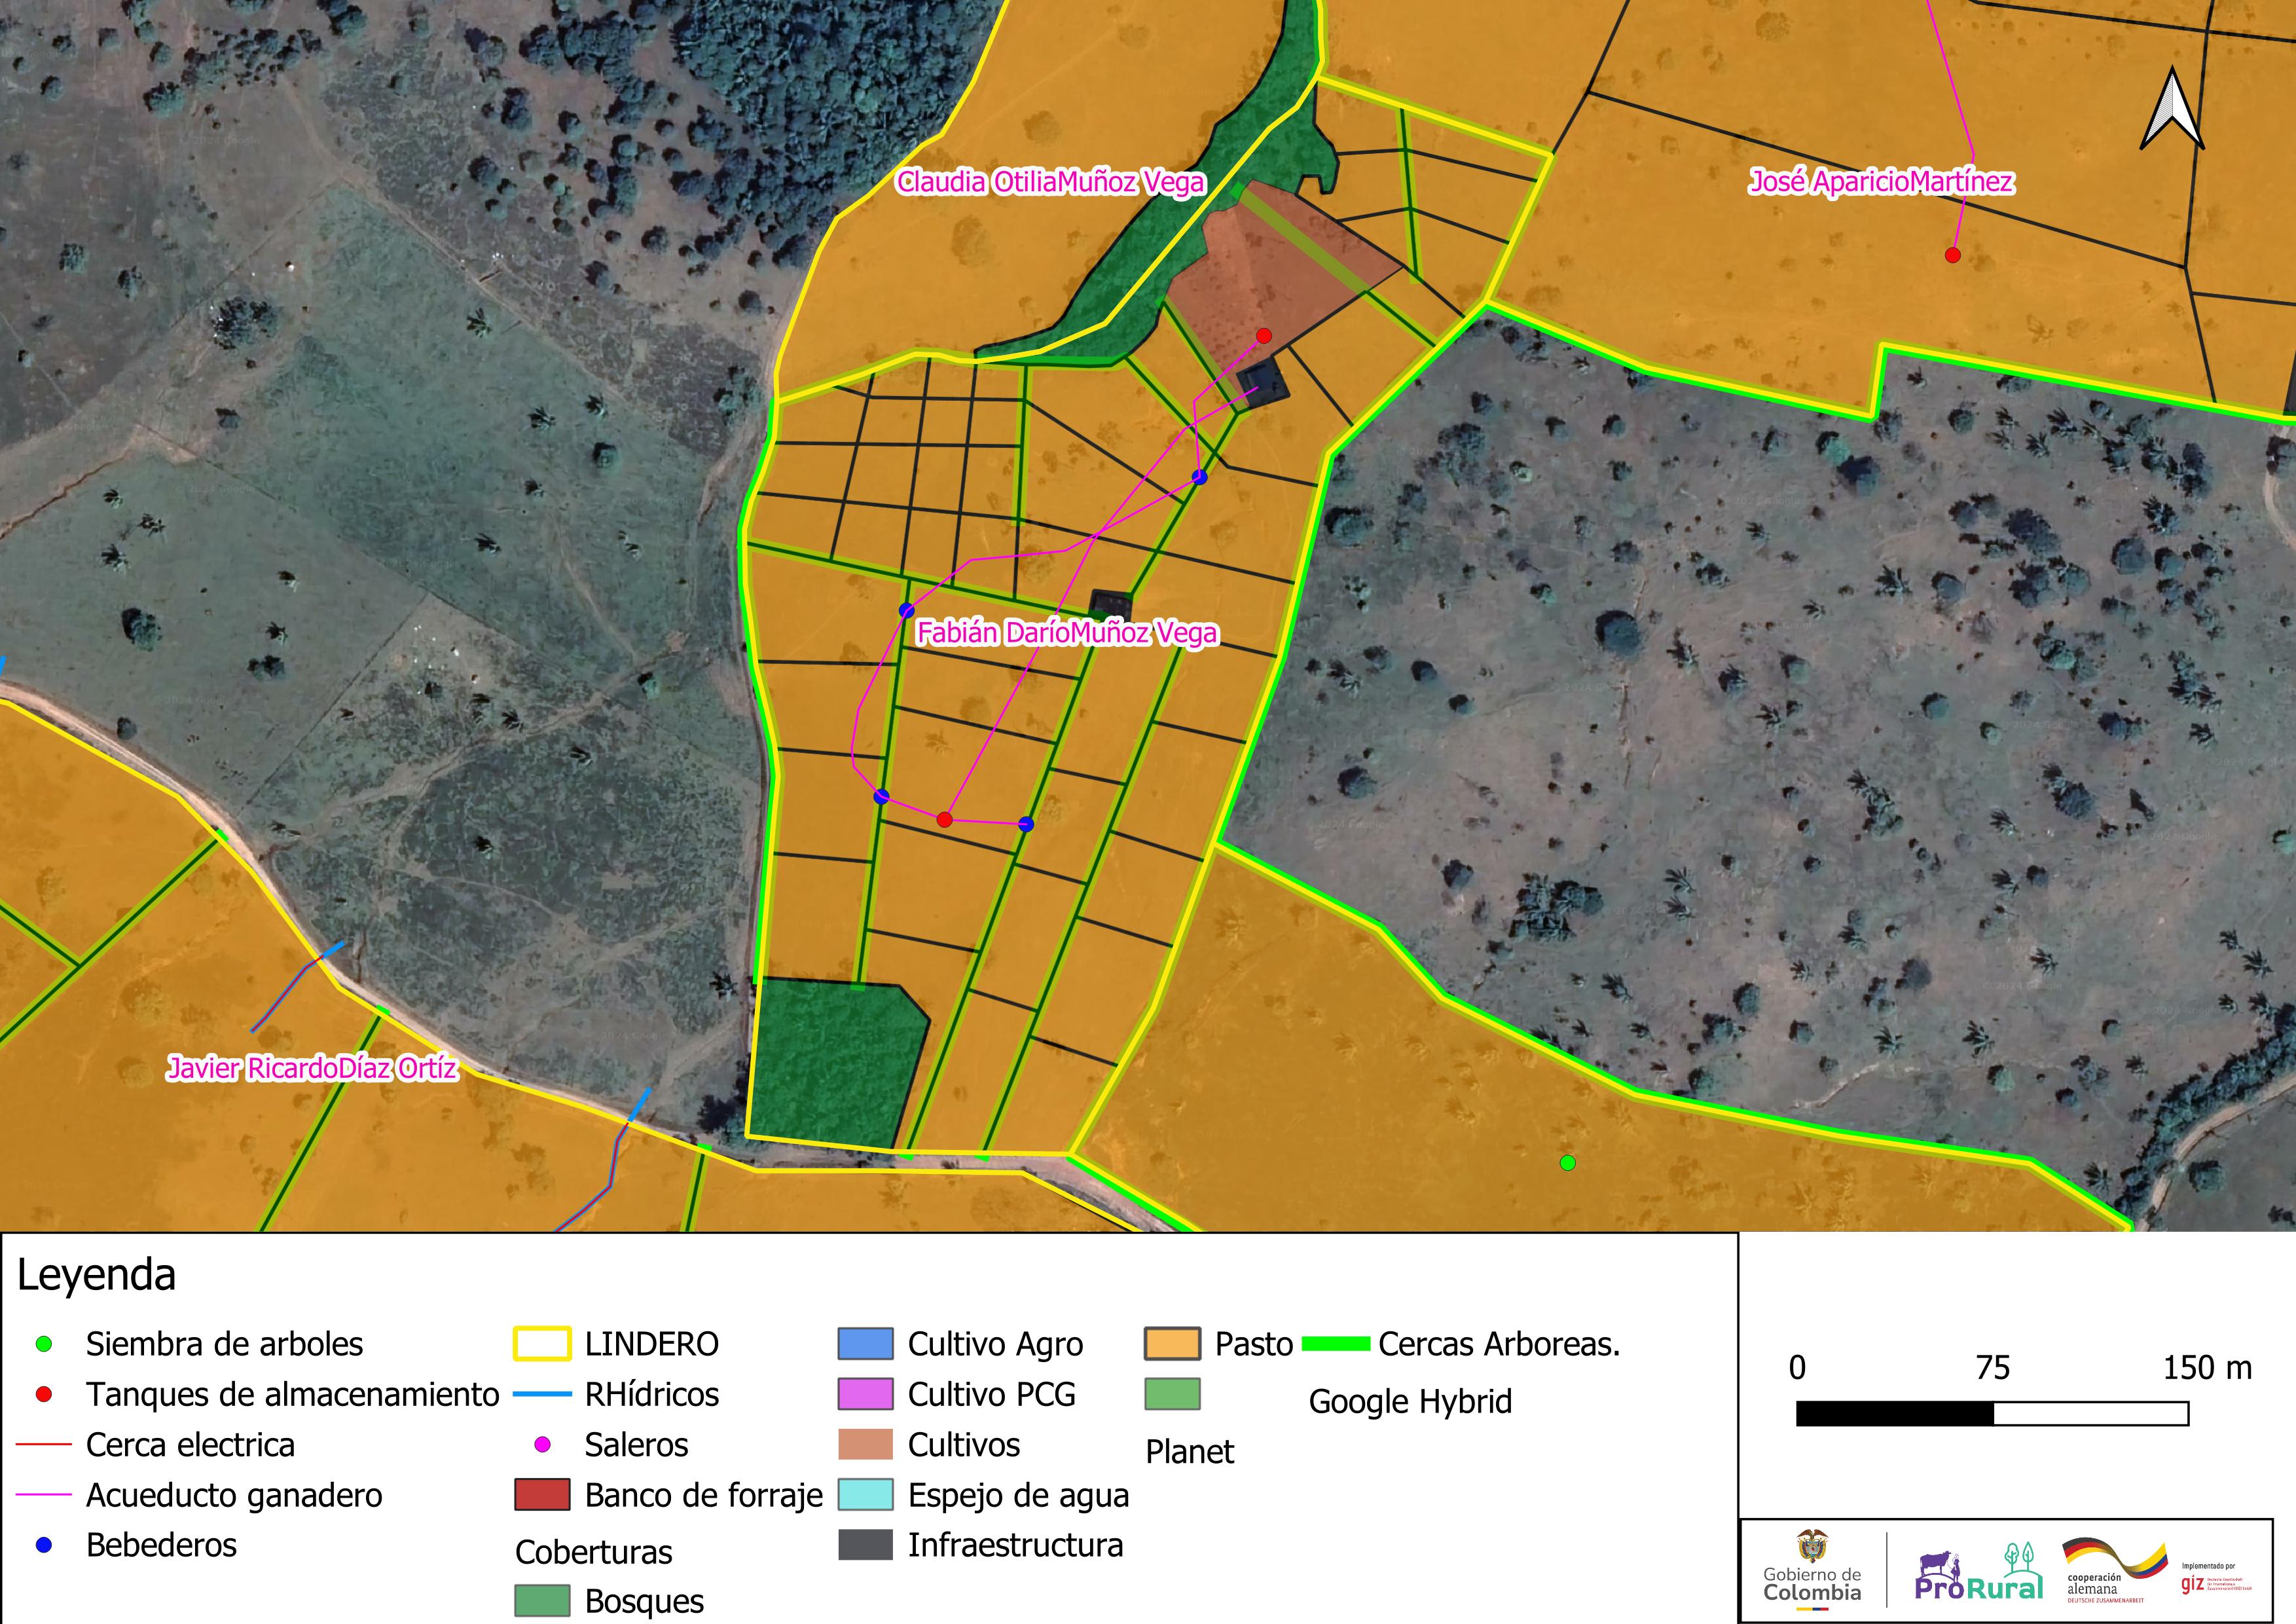 Claudia OtiliaMuñoz Vega
José AparicioMartínez
Fabián DaríoMuñoz Vega
Javier RicardoDíaz Ortíz
Leyenda
Siembra de arboles
Tanques de almacenamiento
Cerca electrica
Acueducto ganadero
Bebederos
LINDERO
RHídricos
Saleros
Banco de forraje
Coberturas
Bosques
Cultivo Agro
Cultivo PCG
Cultivos
Espejo de agua
Infraestructura
Pasto
Planet
Cercas Arboreas.
Google Hybrid
0 75 150 m
Gobierno de
Colombia
ProRural
cooperación
alemana
DEUTSCHE ZUSAMMENARBEIT
Implementado por
giz